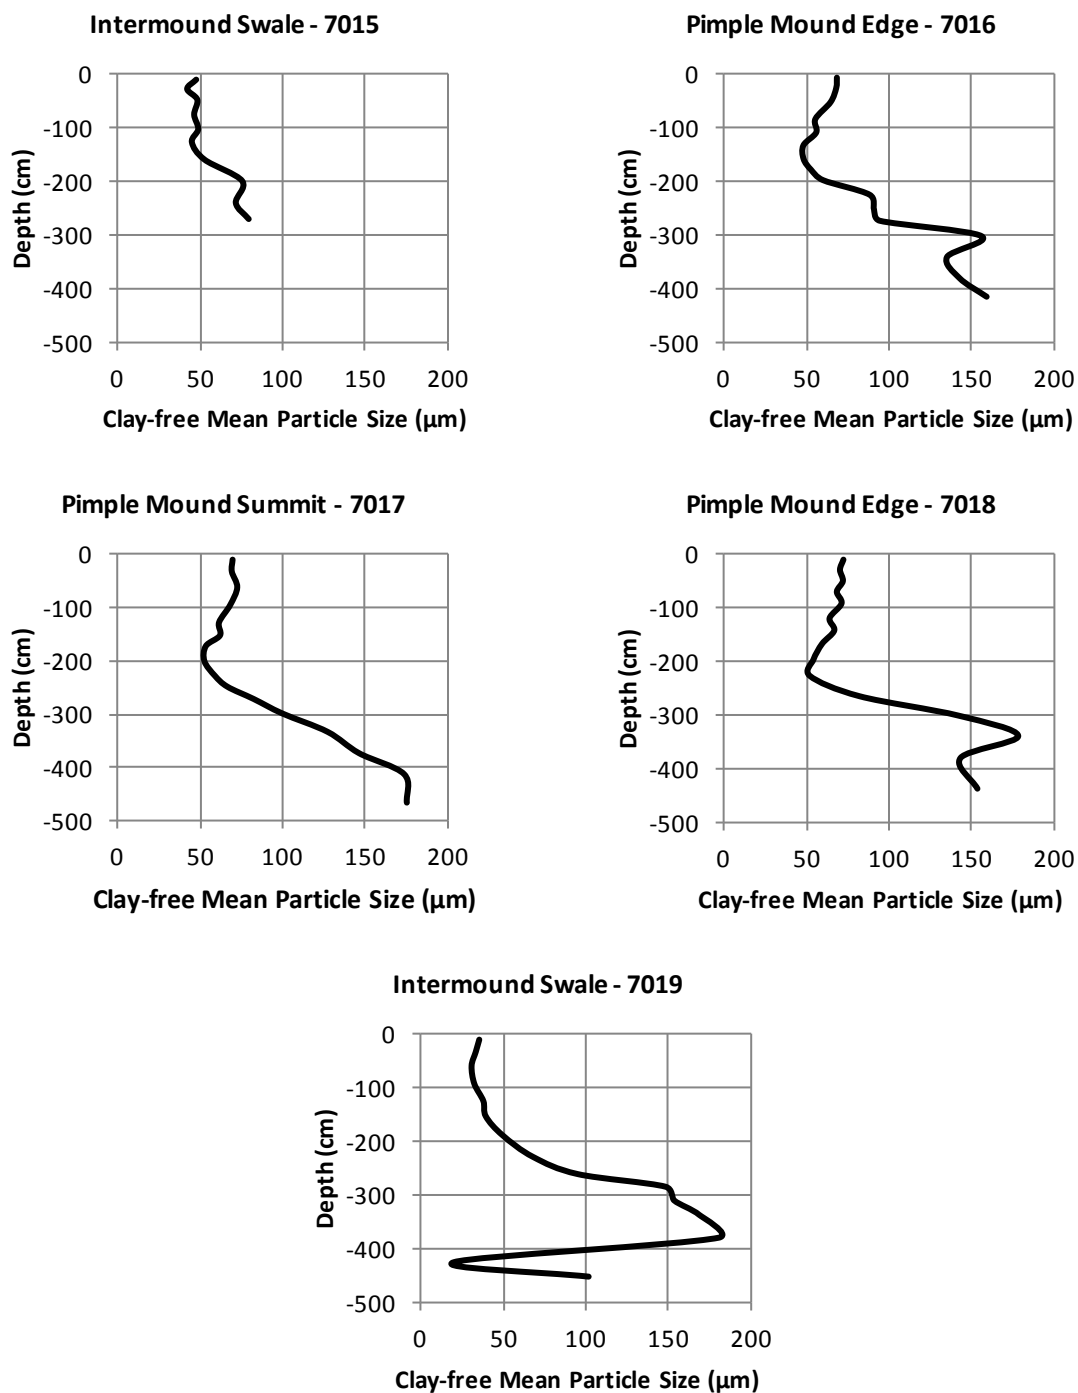 Intermound Swale - 7015
0
-100
-200
-300
-400
-500
Depth (cm)
0 50 100 150 200
Clay-free Mean Particle Size (µm)
Pimple Mound Edge - 7016
0
-100
-200
-300
-400
-500
Depth (cm)
0 50 100 150 200
Clay-free Mean Particle Size (µm)
Pimple Mound Summit - 7017
0
-100
-200
-300
-400
-500
Depth (cm)
0 50 100 150 200
Clay-free Mean Particle Size (µm)
Pimple Mound Edge - 7018
0
-100
-200
-300
-400
-500
Depth (cm)
0 50 100 150 200
Clay-free Mean Particle Size (µm)
Intermound Swale - 7019
0
-100
-200
-300
-400
-500
Depth (cm)
0 50 100 150 200
Clay-free Mean Particle Size (µm)